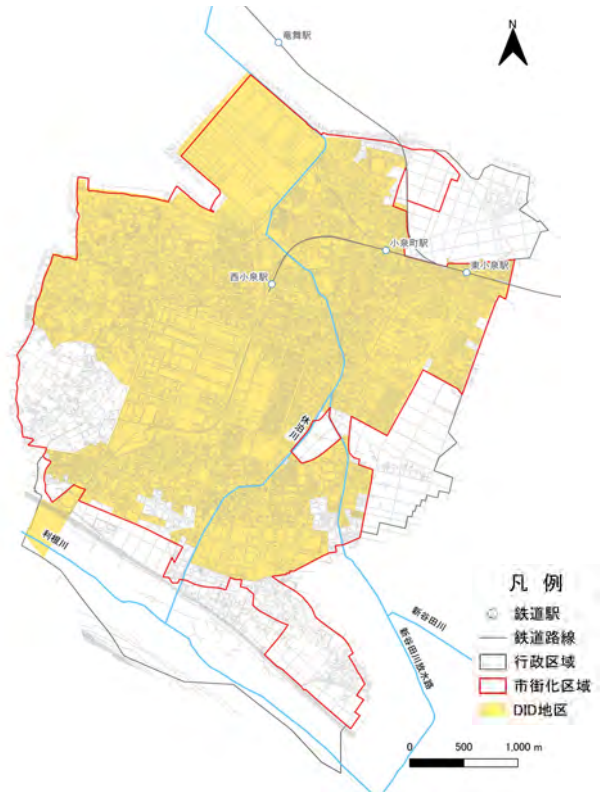 N
竜舞駅
小泉町駅
東小泉駅
西小泉駅
休泊川
利根川
新谷田川
新谷田川放水路
凡 例
鉄道駅
鉄道路線
行政区域
市街化区域
DID地区
0 500 1,000 m